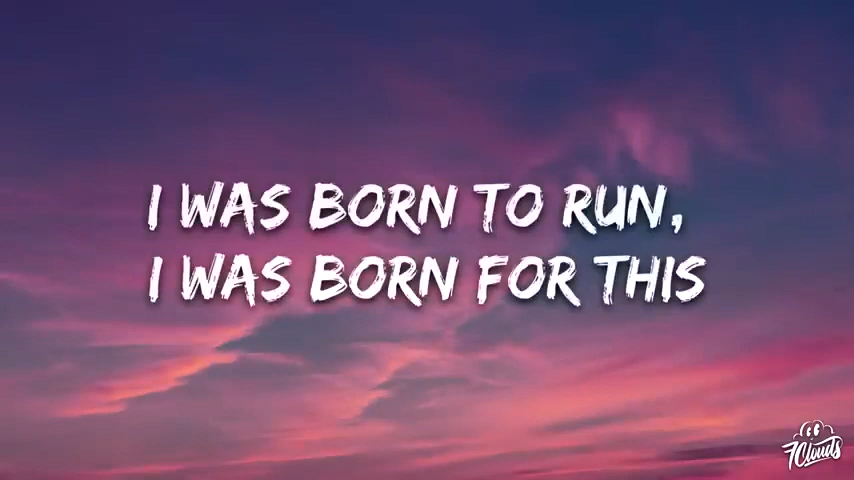 I WAS BORN TO RUN,
I WAS BORN FOR THIS
7Clouds